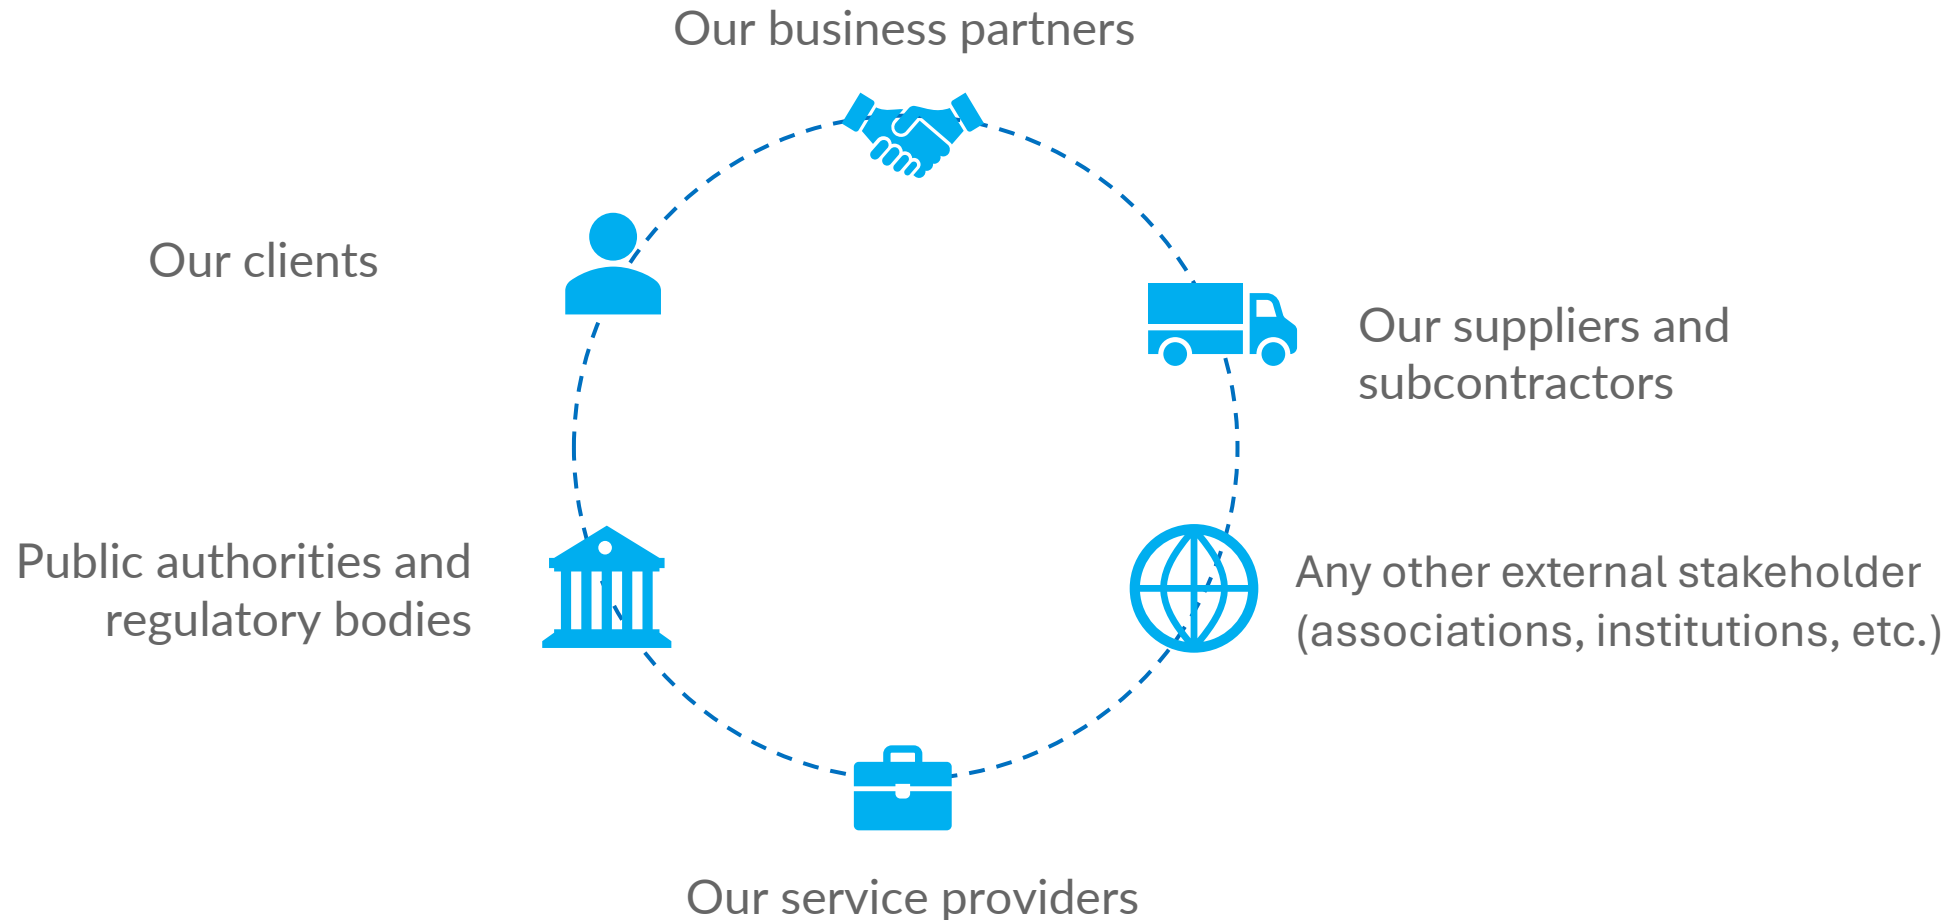 Our business partners
Our clients
Our suppliers and
subcontractors
Public authorities and
regulatory bodies
Any other external stakeholder
(associations, institutions, etc.)
Our service providers